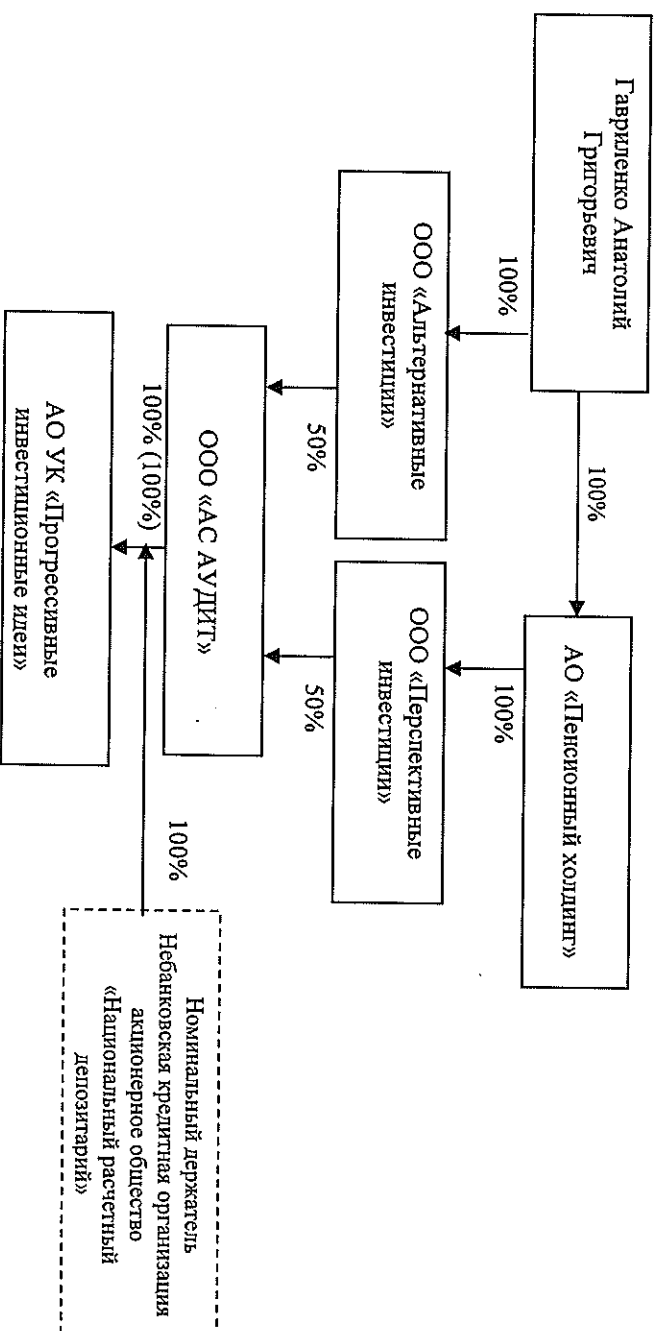 Гавриленко Анатолий
Григорьевич
100%
АО «Пенсионный холдинг»
100%
100%
ООО «Альтернативные
инвестиции»
ООО «Перспективные
инвестиции»
50%
50%
ООО «АС АУДИТ»
100% (100%)
100%
Номинальный держатель
Небанковская кредитная организация
акционерное общество
«Национальный расчетный
депозитарий»
АО УК «Прогрессивные
инвестиционные идеи»